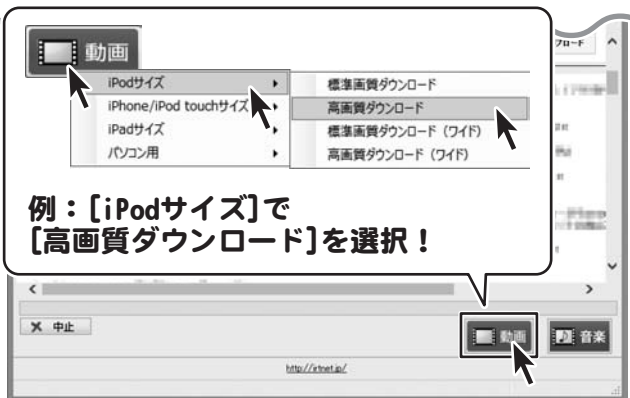 動画
iPodサイズ
iPhone/iPod touchサイズ
iPadサイズ
パソコン用
標準画質ダウンロード
高画質ダウンロード
標準画質ダウンロード（ワイド）
高画質ダウンロード（ワイド）
例：[iPodサイズ]で
[高画質ダウンロード]を選択！
中止
動画
音楽